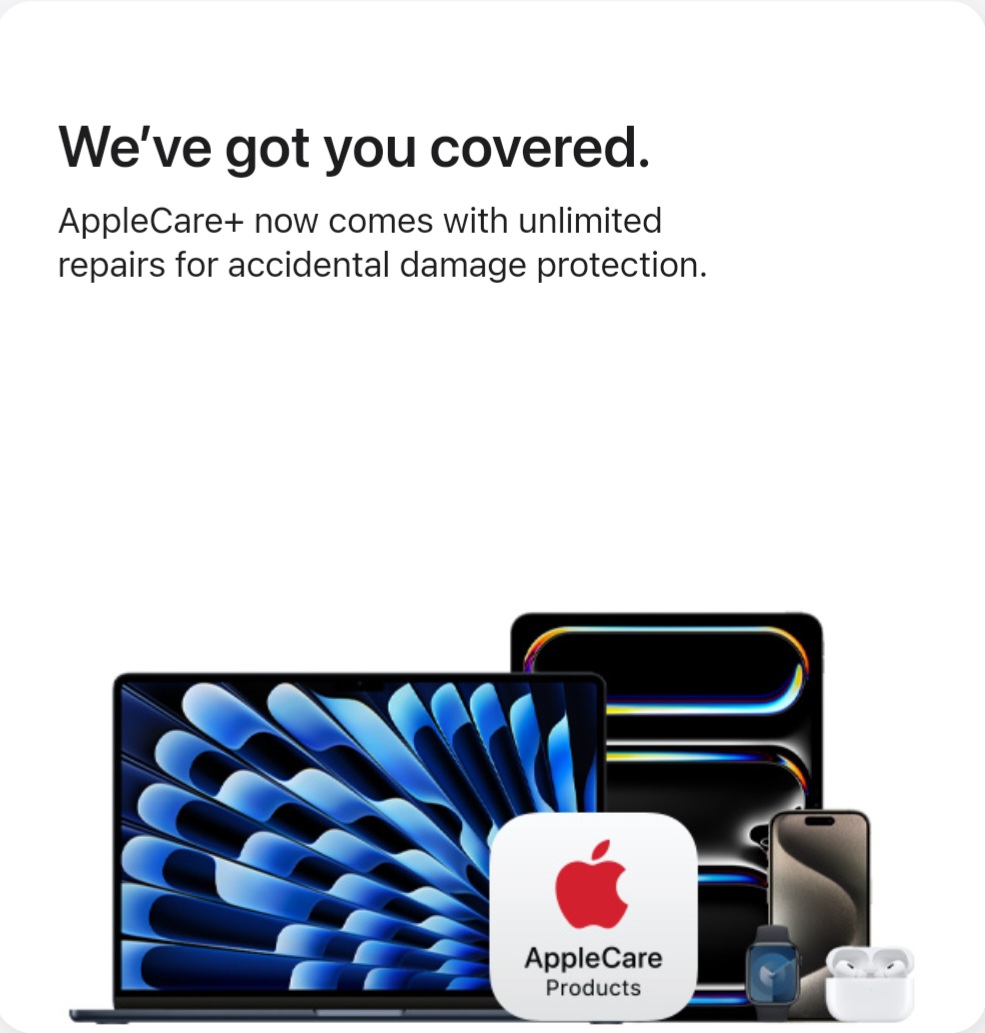 We’ve got you covered.
AppleCare+ now comes with unlimited
repairs for accidental damage protection.
AppleCare
Products